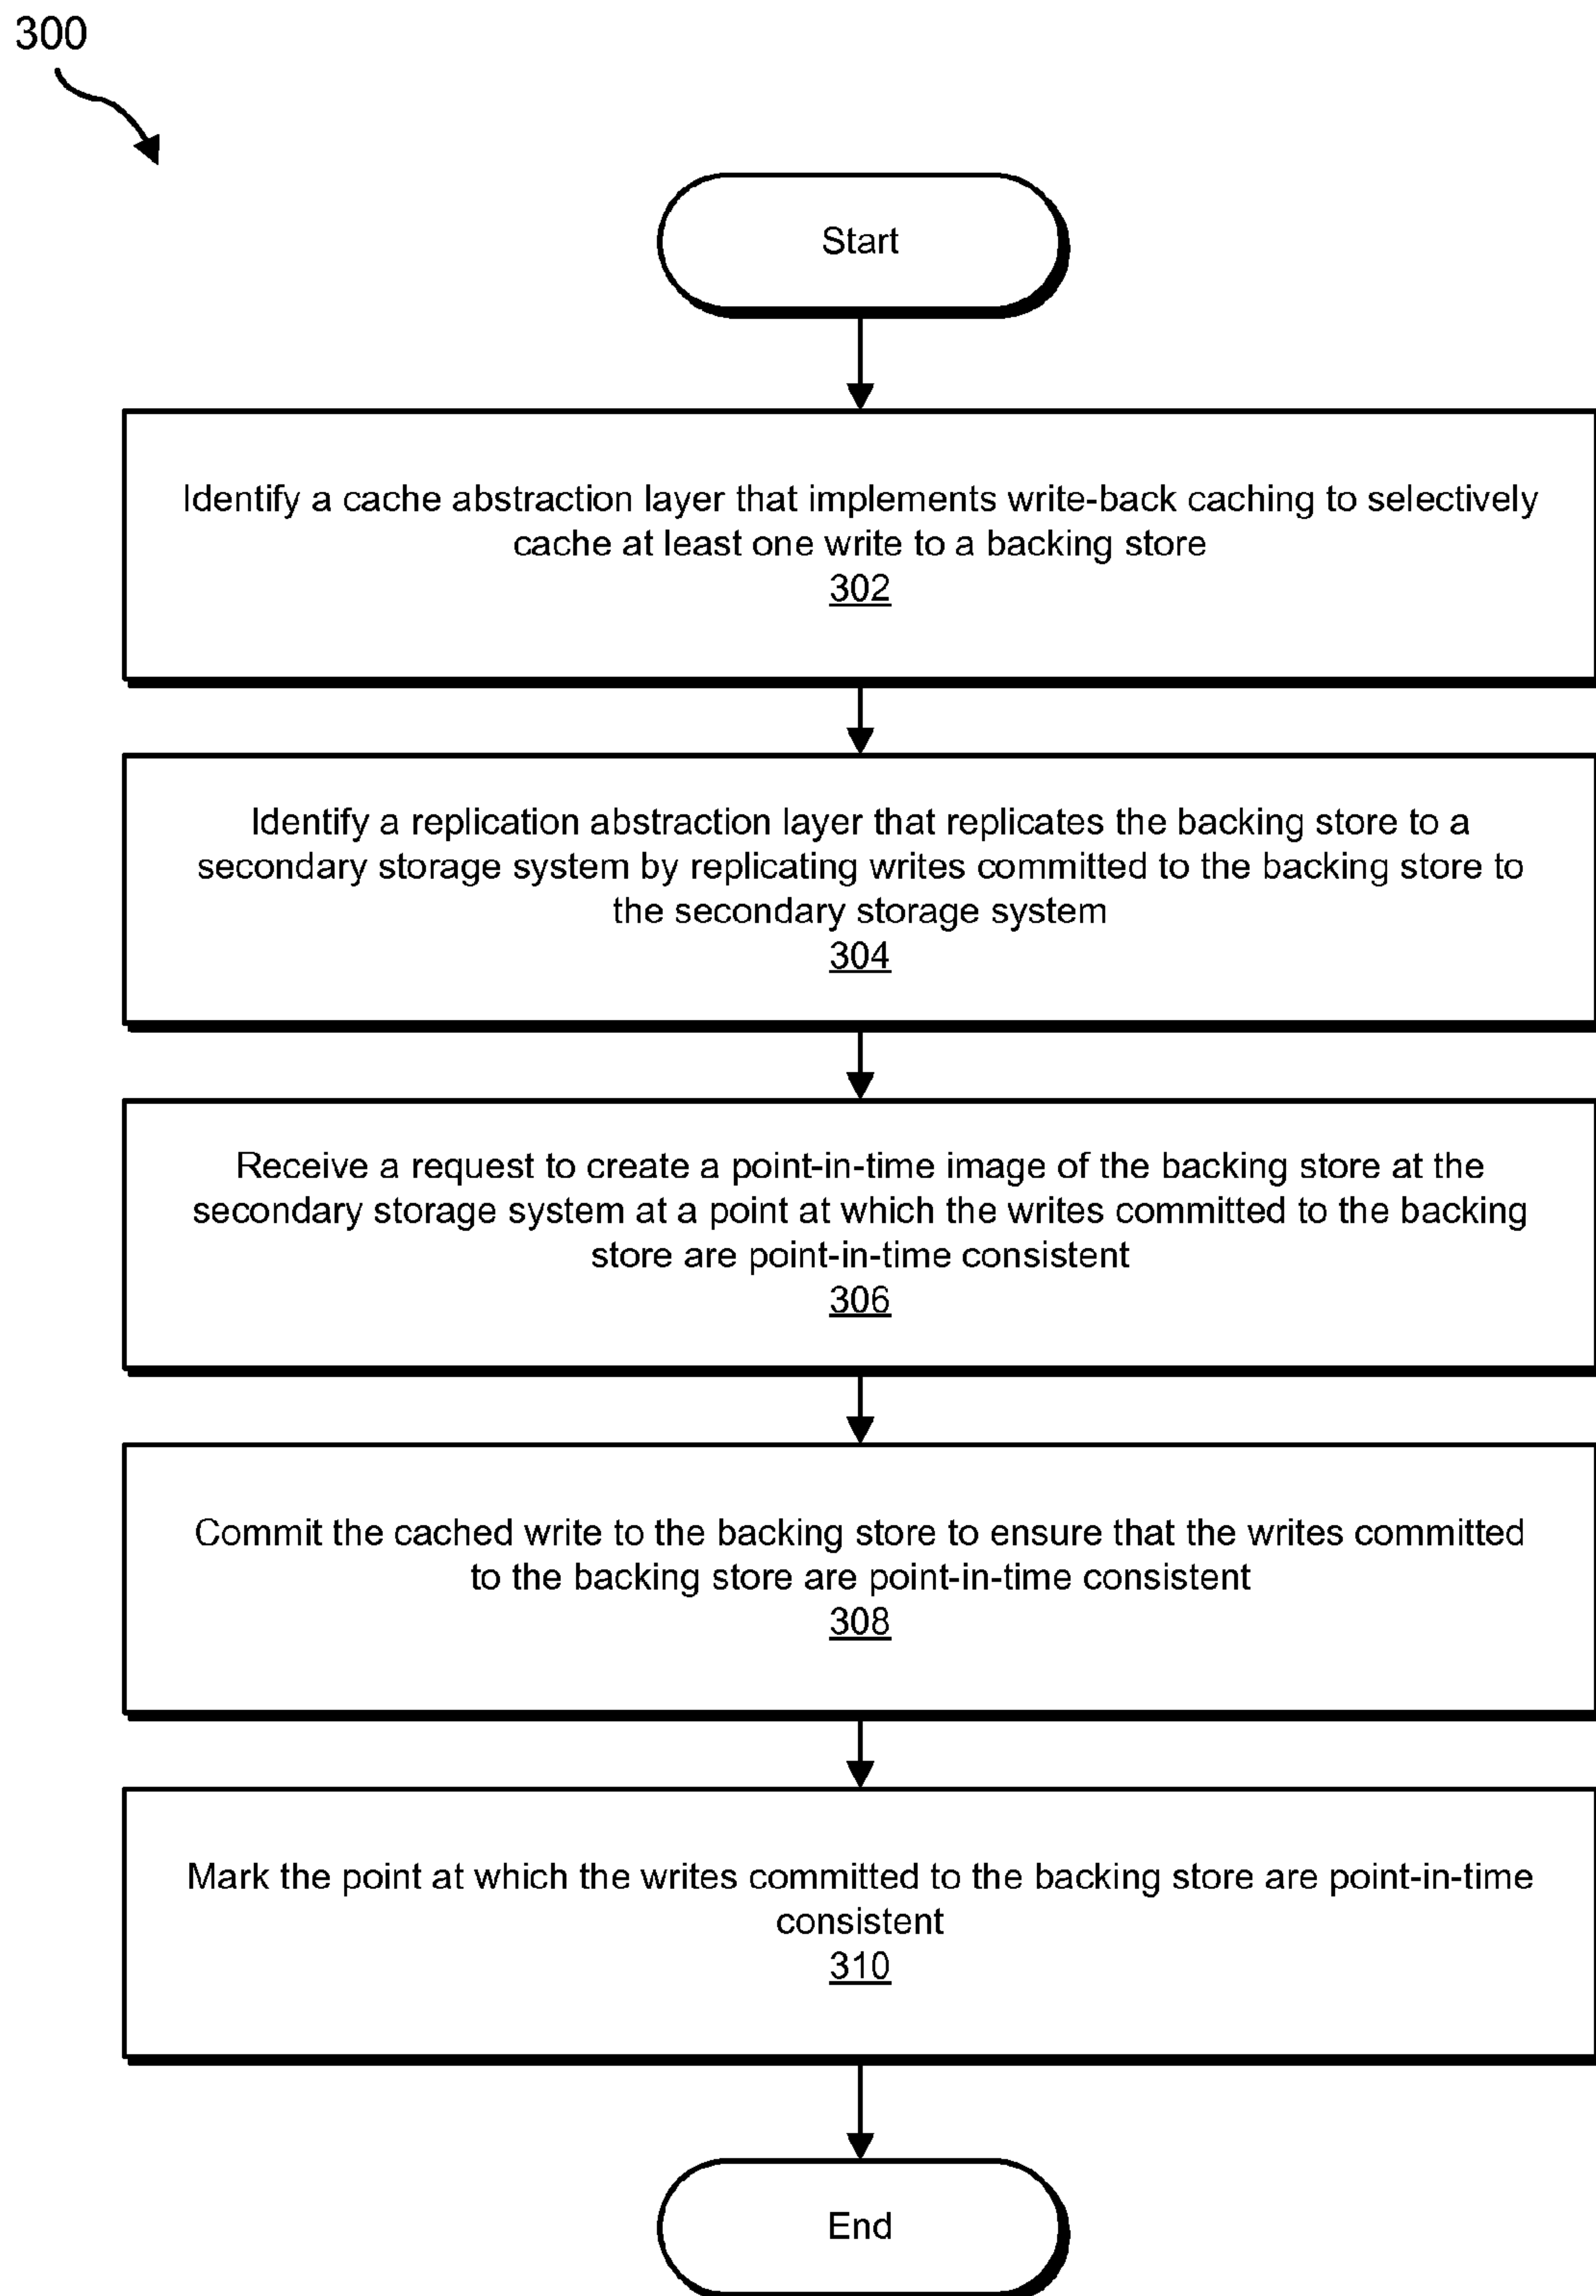 300
Start
Identify a cache abstraction layer that implements write-back caching to selectively
cache at least one write to a backing store
302
Identify a replication abstraction layer that replicates the backing store to a
secondary storage system by replicating writes committed to the backing store to
the secondary storage system
304
Receive a request to create a point-in-time image of the backing store at the
secondary storage system at a point at which the writes committed to the backing
store are point-in-time consistent
306
Commit the cached write to the backing store to ensure that the writes committed
to the backing store are point-in-time consistent
308
Mark the point at which the writes committed to the backing store are point-in-time
consistent
310
End